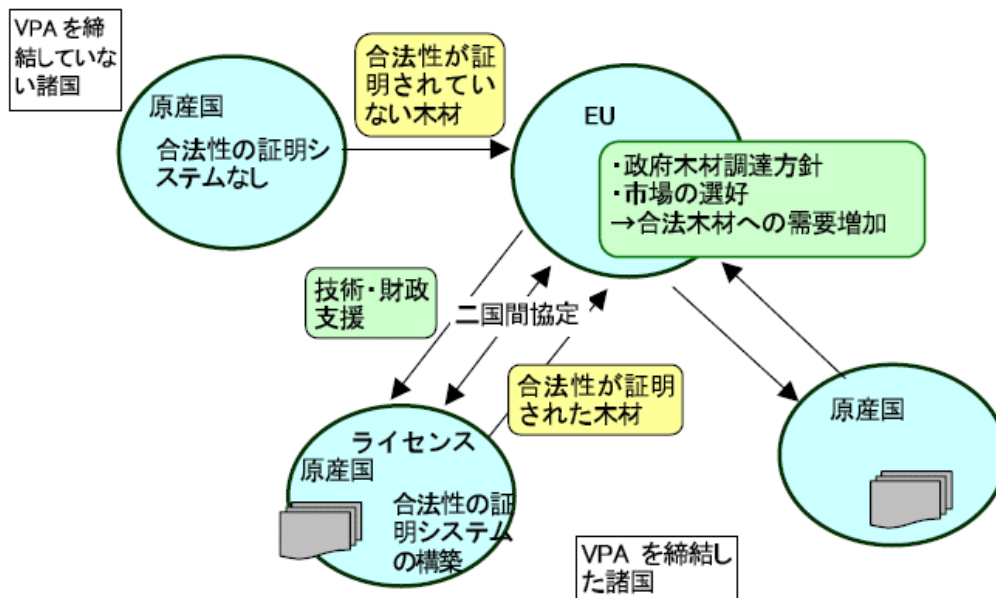 VPA を締
結していな
い諸国
原産国
合法性の証明シ
ステムなし
合法性が証
明されてい
ない木材
EU
・政府木材調達方針
・市場の選好
→合法木材への需要増加
技術・財政
支援
二国間協定
合法性が証明
された木材
ライセンス
原産国
合法性の証
明システム
の構築
原産国
VPA を締結し
た諸国